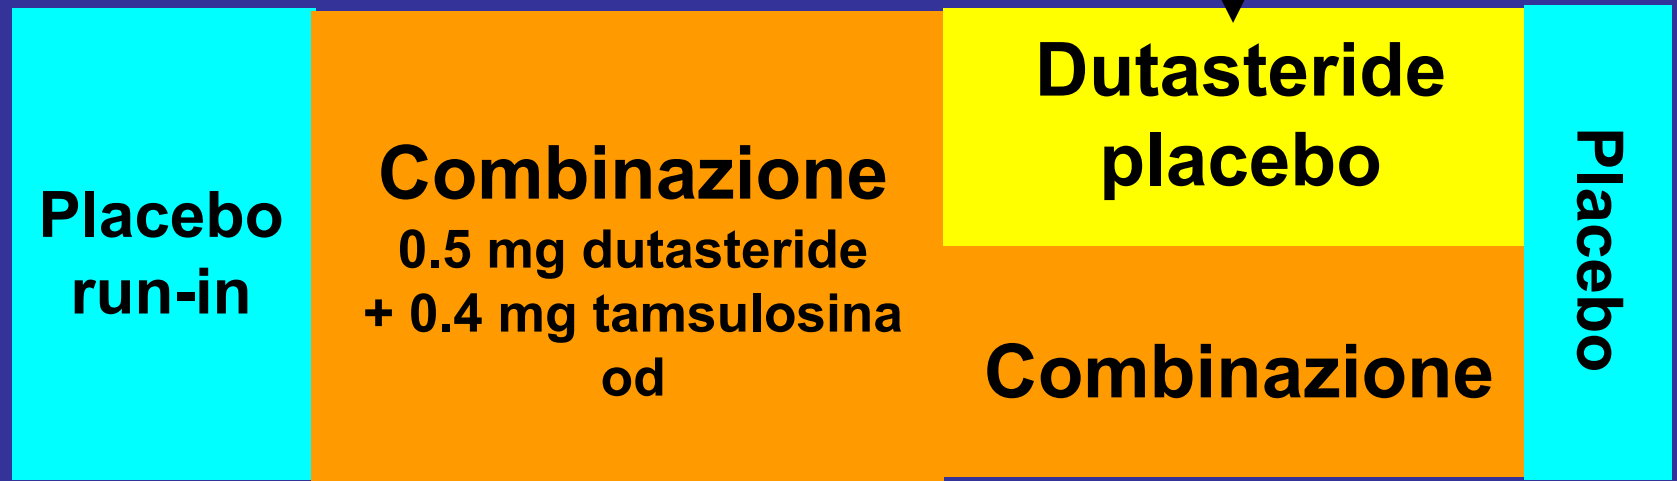 Placebo
run-in
Combinazione
0.5 mg dutasteride
+ 0.4 mg tamsulosina
od
Dutasteride
placebo
Combinazione
Placebo